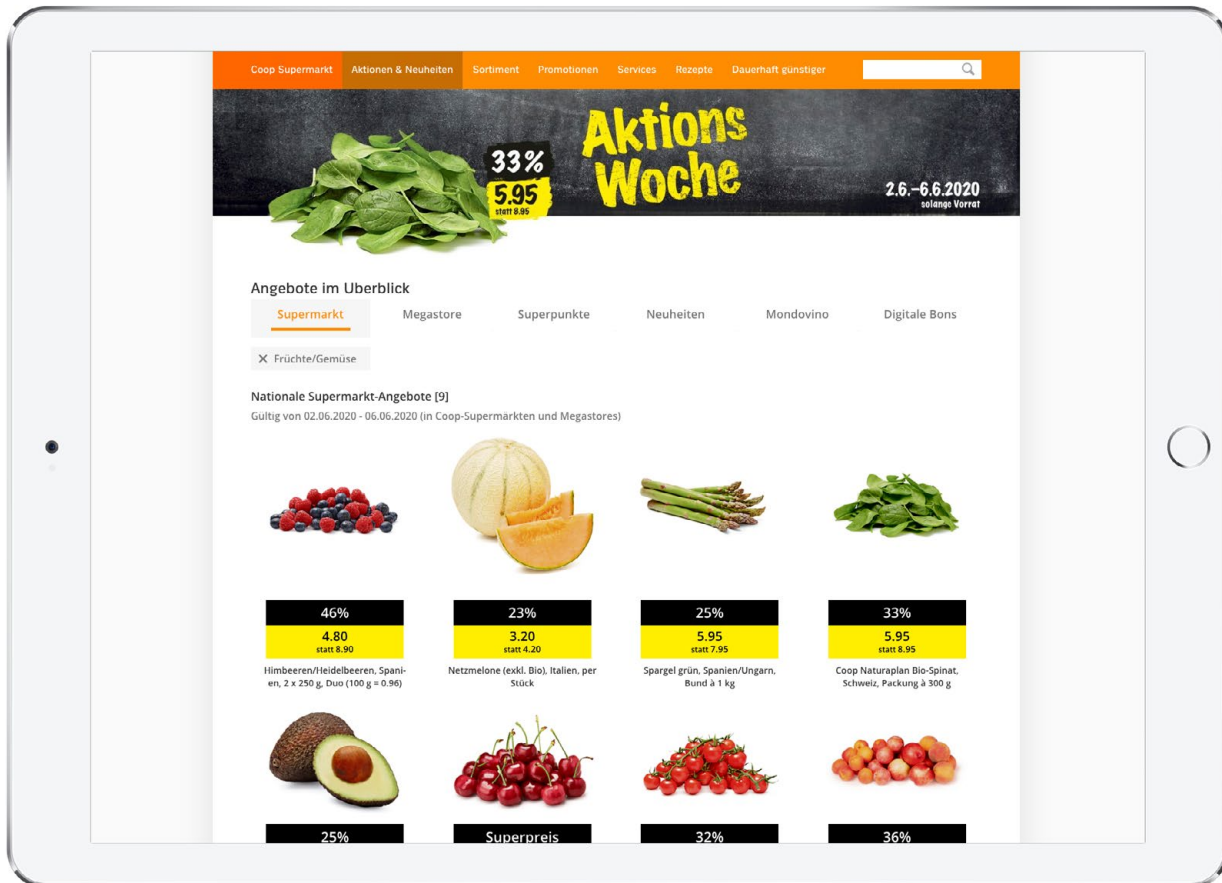 Coop Supermarkt Aktionen & Neuheiten Sortiment Promotionen Services Rezepte Dauerhaft günstiger
Aktions
Woche
33%
5.95
statt 8.95
2.6.–6.6.2020
solange Vorrat
Angebote im Uberblick
Supermarkt Megastore Superpunkte Neuheiten Mondovino Digitale Bons
Früchte/Gemüse
Nationale Supermarkt-Angebote [9]
Gültig von 02.06.2020 - 06.06.2020 (in Coop-Supermärkten und Megastores)
46%
4.80
statt 8.90
Himbeeren/Heidelbeeren, Spani-
en, 2 x 250 g, Duo (100 g = 0.96)
23%
3.20
statt 4.20
Netzmelone (exkl. Bio), Italien, per
Stück
25%
5.95
statt 7.95
Spargel grün, Spanien/Ungarn,
Bund à 1 kg
33%
5.95
statt 8.95
Coop Naturaplan Bio-Spinat,
Schweiz, Packung à 300 g
25%
Superpreis
32%
36%